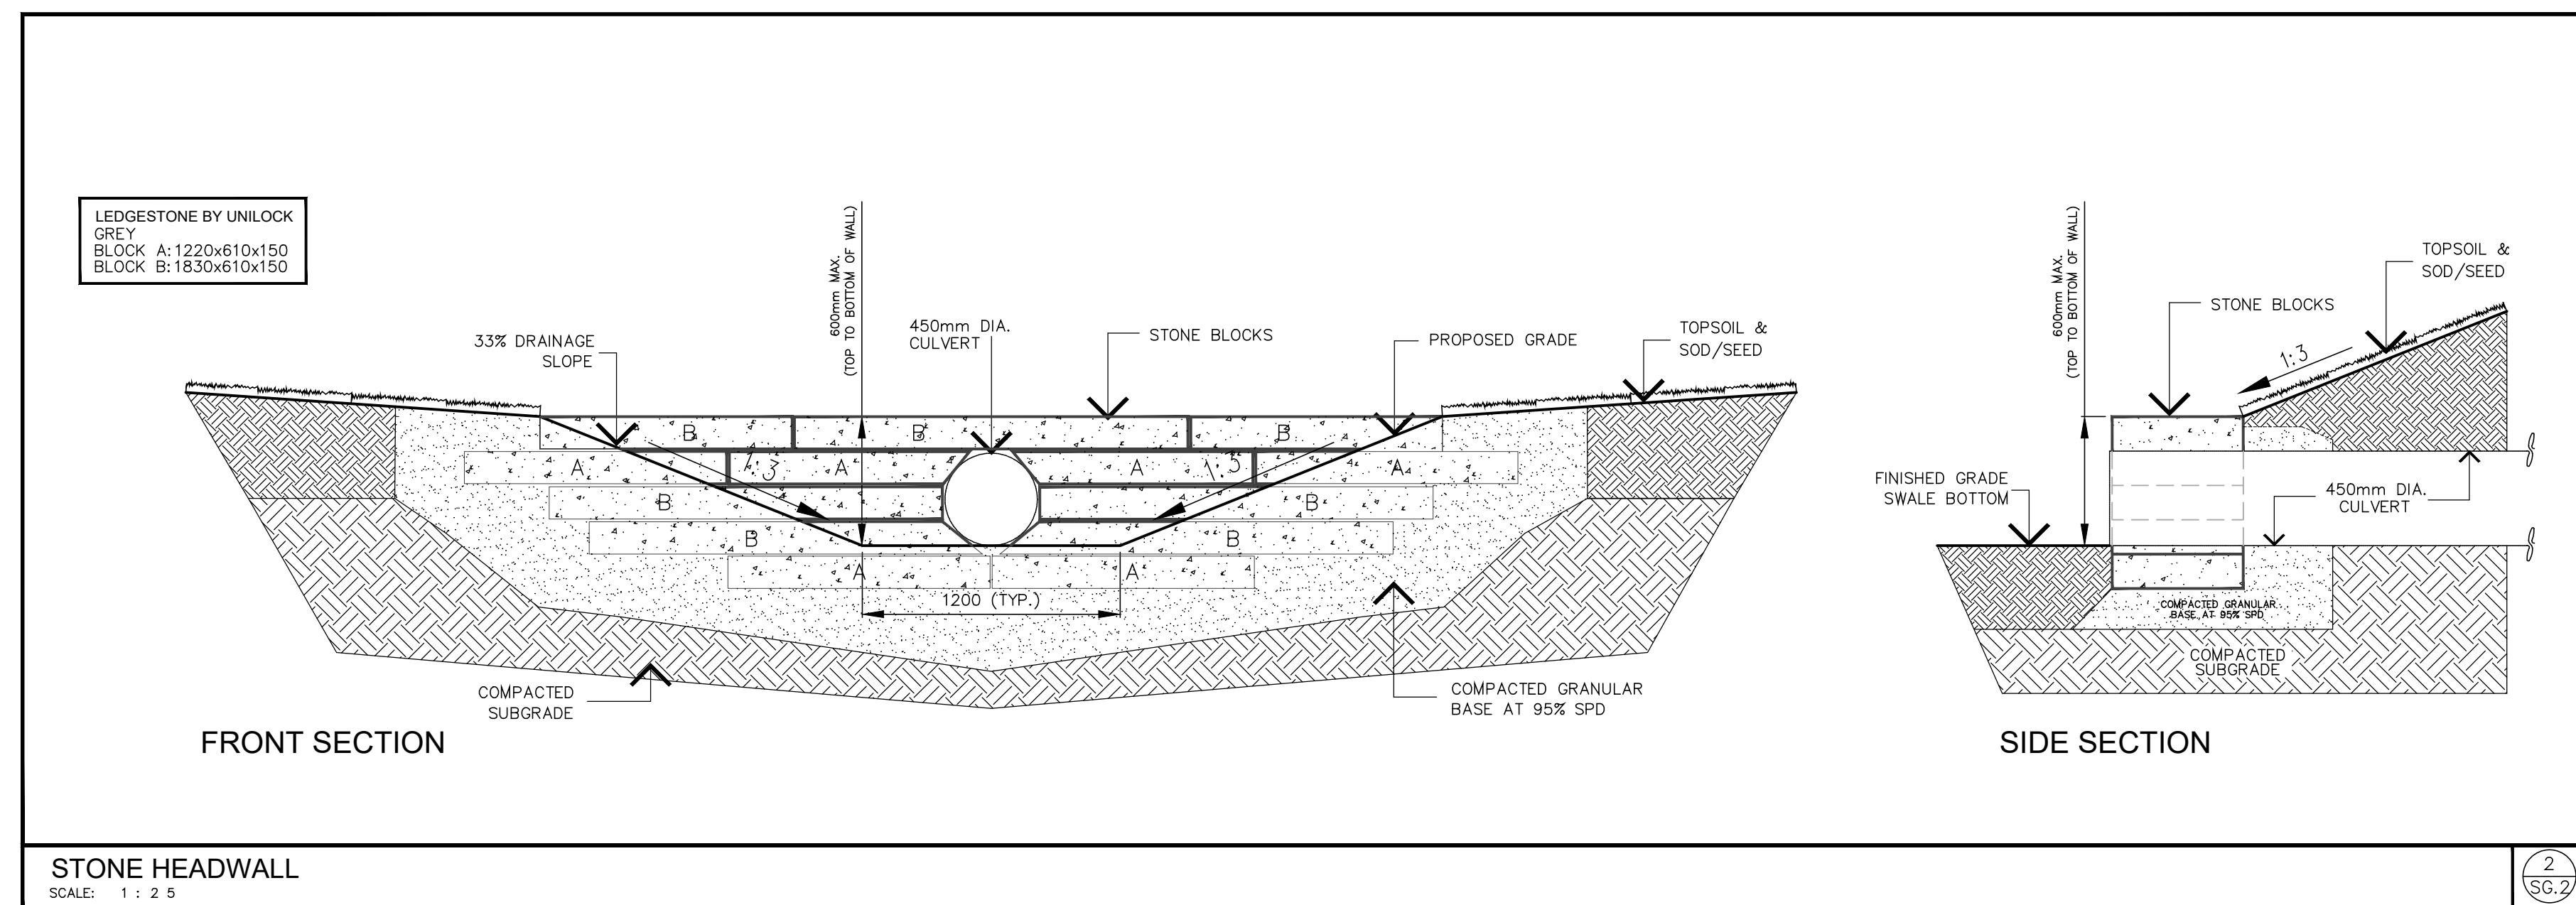 LEDGESTONE BY UNILOCK
GREY
BLOCK A:1220x610x150
BLOCK B:1830x610x150
33% DRAINAGE
SLOPE
600mm MAX.
(TOP TO BOTTOM OF WALL)
450mm DIA.
CULVERT
STONE BLOCKS
PROPOSED GRADE
TOPSOIL &
SOD/SEED
B
B
B
A
A
A
A
1:3
1:3
B
B
B
B
A
A
1200 (TYP.)
COMPACTED
SUBGRADE
COMPACTED GRANULAR
BASE AT 95% SPD
FRONT SECTION
600mm MAX.
(TOP TO BOTTOM OF WALL)
TOPSOIL &
SOD/SEED
STONE BLOCKS
1:3
FINISHED GRADE
SWALE BOTTOM
450mm DIA.
CULVERT
COMPACTED GRANULAR
BASE AT 95% SPD
COMPACTED
SUBGRADE
SIDE SECTION
STONE HEADWALL
SCALE: 1 : 2 5
2
SG.2